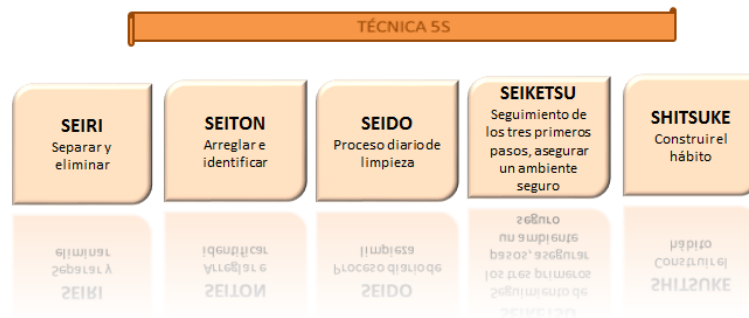 TÉCNICA 5S
SEIRI
Separar y
eliminar
SEITON
Arreglar e
identificar
SEIDO
Proceso diario de
limpieza
SEIKETSU
Seguimiento de
los tres primeros
pasos, asegurar
un ambiente
seguro
SHITSUKE
Construir el
hábito